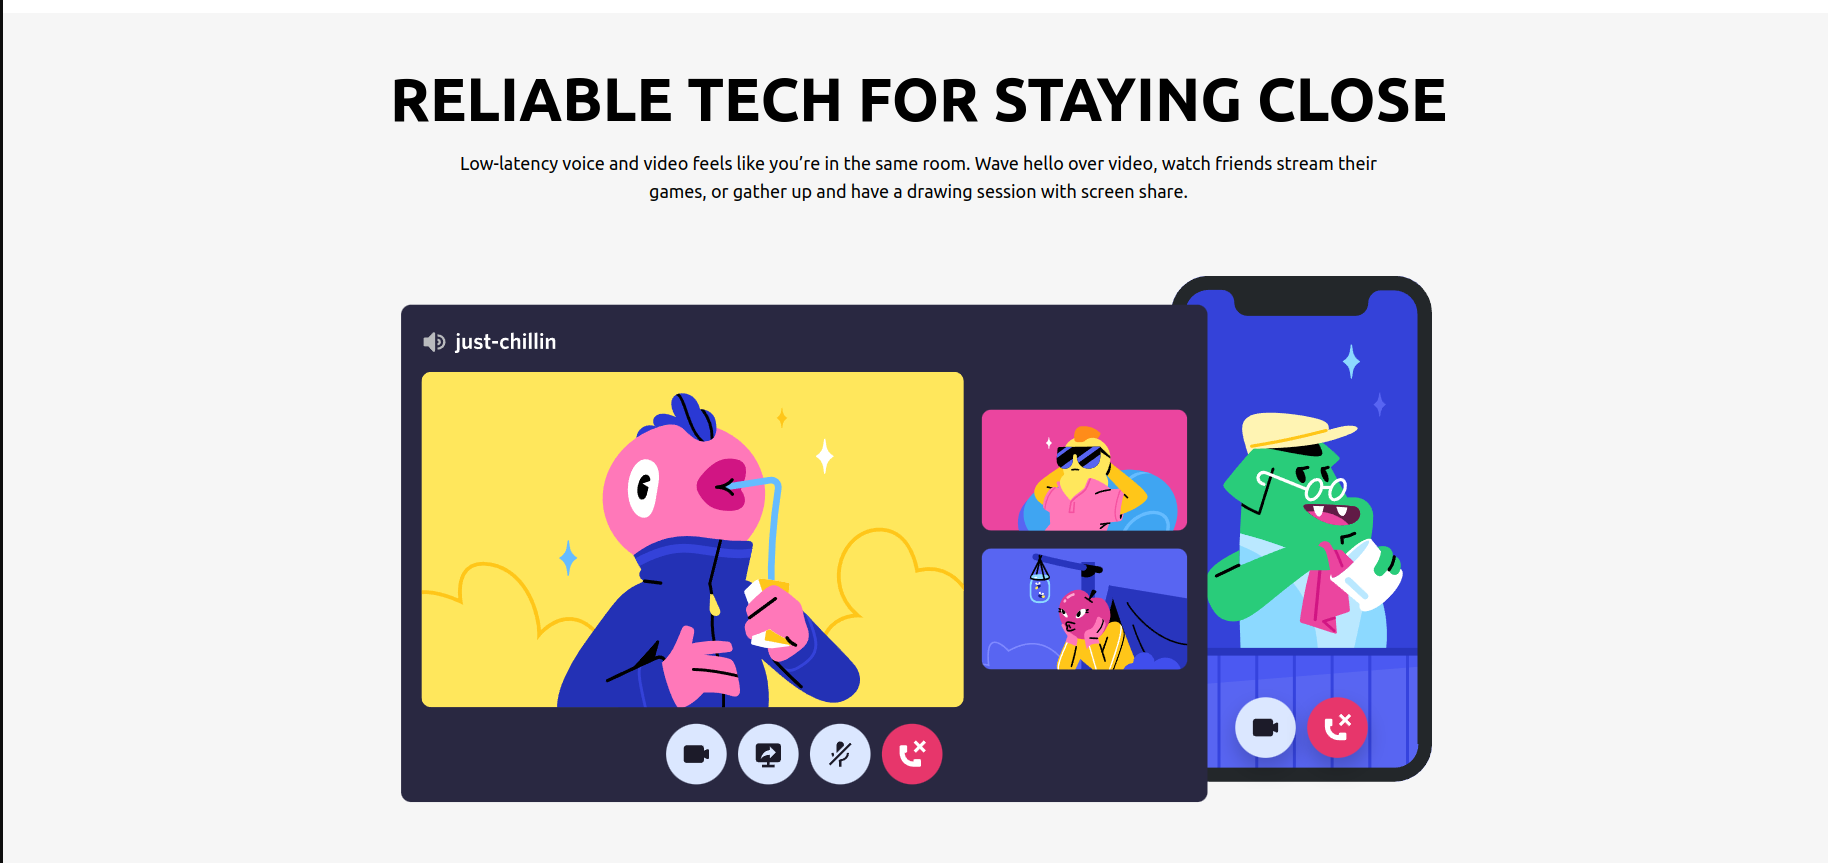 RELIABLE TECH FOR STAYING CLOSE
Low-latency voice and video feels like you’re in the same room. Wave hello over video, watch friends stream their
games, or gather up and have a drawing session with screen share.
just-chillin